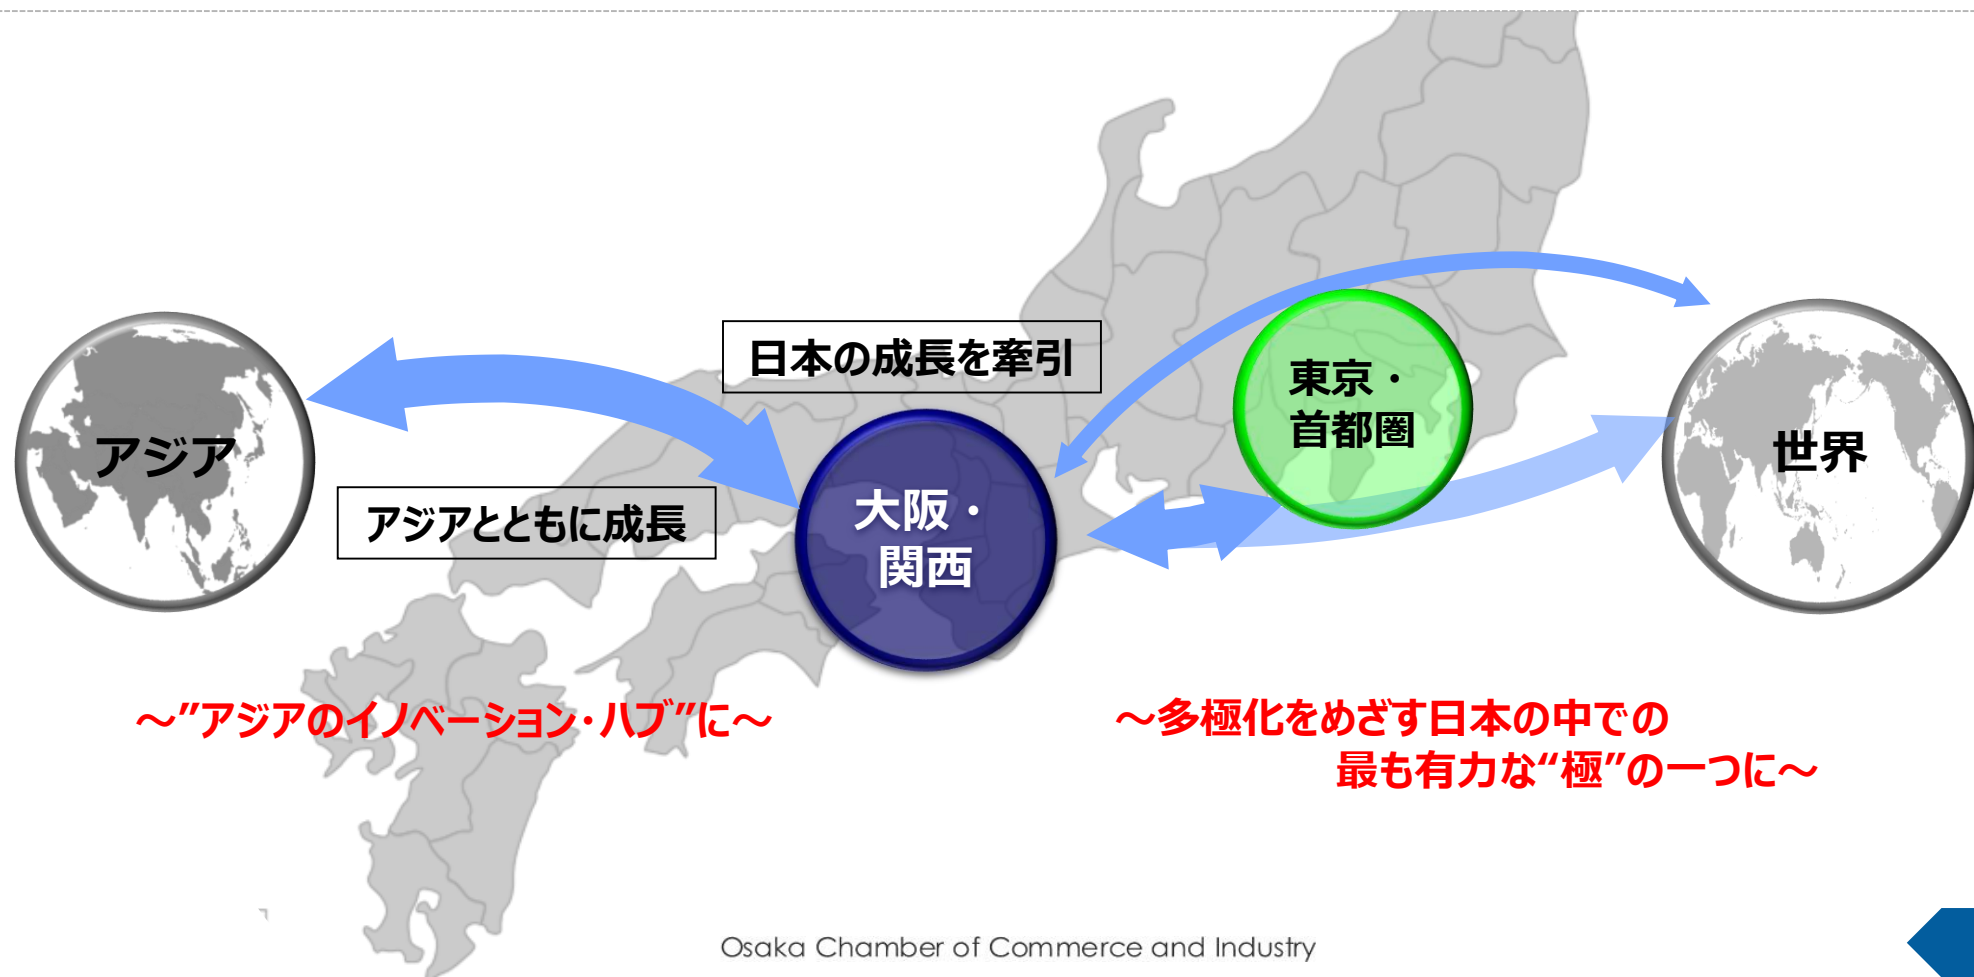 日本の成長を牽引
東京・
首都圏
アジア
世界
アジアとともに成長
大阪・
関西
～”アジアのイノベーション・ハブ”に～
～多極化をめざす日本の中での
最も有力な“極”の一つに～
Osaka Chamber of Commerce and Industry